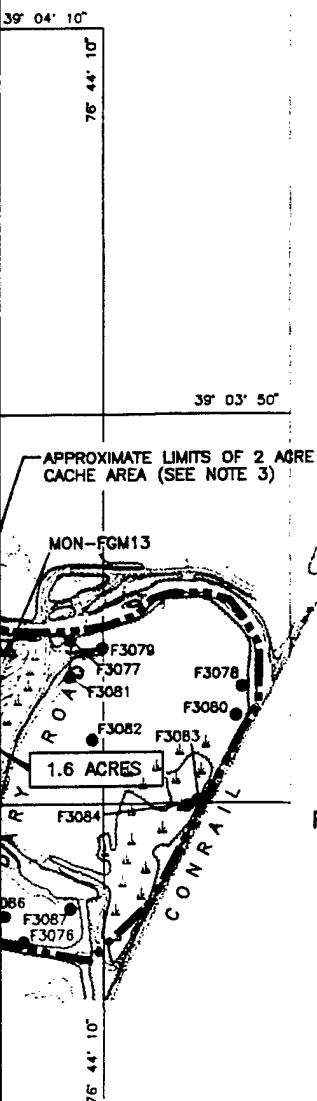 39° 04' 10"
76° 44' 10"
39° 03' 50"
APPROXIMATE LIMITS OF 2 ACRE
CACHE AREA (SEE NOTE 3)
MON-FGM13
F3079
F3077
F3078
F3081
ROAD
F3080
F3082
F3083
1.6 ACRES
F3084
CONRAIL
F3087
F3076
76° 44' 10"